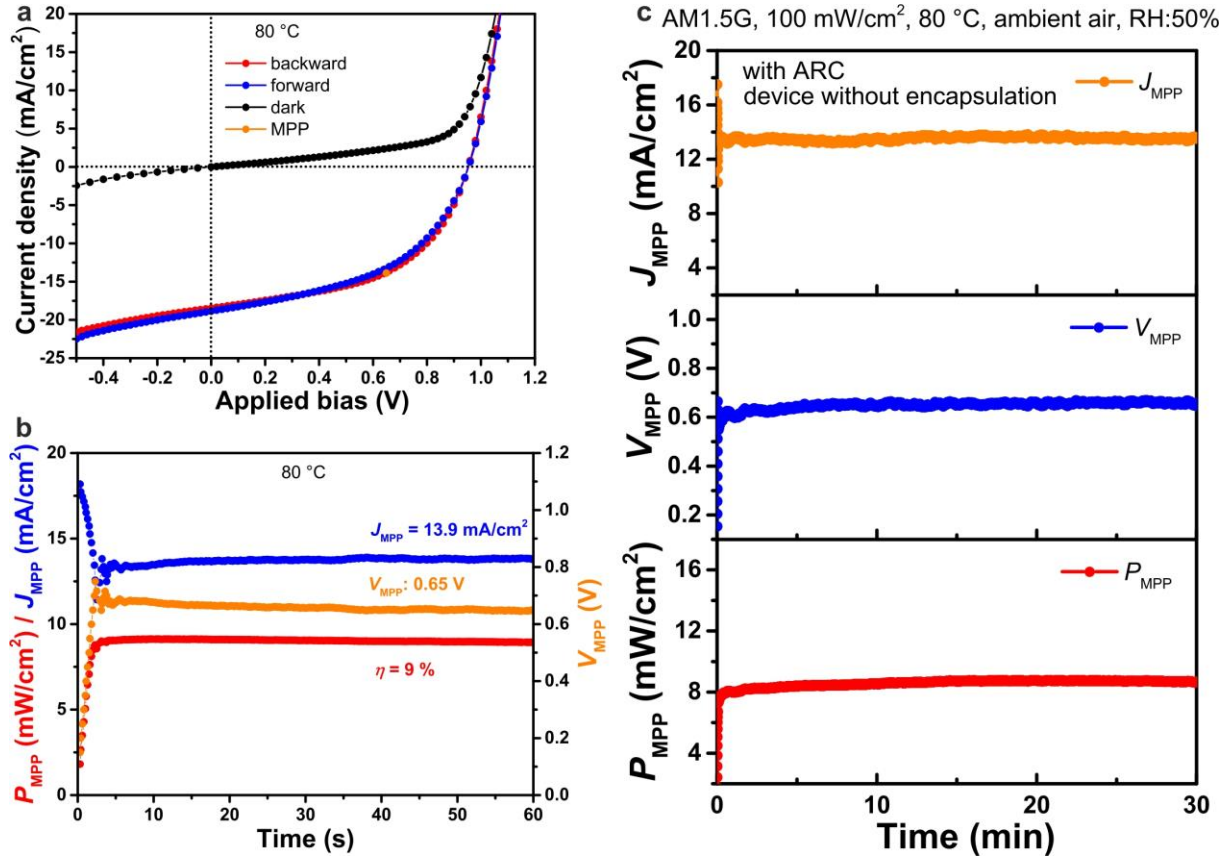 a
80 °C
backward
forward
dark
MPP
Current density (mA/cm²)
20
15
10
5
0
-5
-10
-15
-20
-25
-0.4 -0.2 0.0 0.2 0.4 0.6 0.8 1.0 1.2
Applied bias (V)
b
80 °C
P_MPP (mW/cm²) / J_MPP (mA/cm²)
20
15
10
5
0
J_MPP = 13.9 mA/cm²
V_MPP: 0.65 V
η = 9 %
1.2
1.0
0.8
0.6
0.4
0.2
0.0
V_MPP (V)
0 10 20 30 40 50 60
Time (s)
c AM1.5G, 100 mW/cm², 80 °C, ambient air, RH:50%
with ARC
device without encapsulation
J_MPP
J_MPP (mA/cm²)
20
16
12
8
4
V_MPP
V_MPP (V)
1.0
0.8
0.6
0.4
0.2
P_MPP
P_MPP (mW/cm²)
16
12
8
4
0 10 20 30
Time (min)